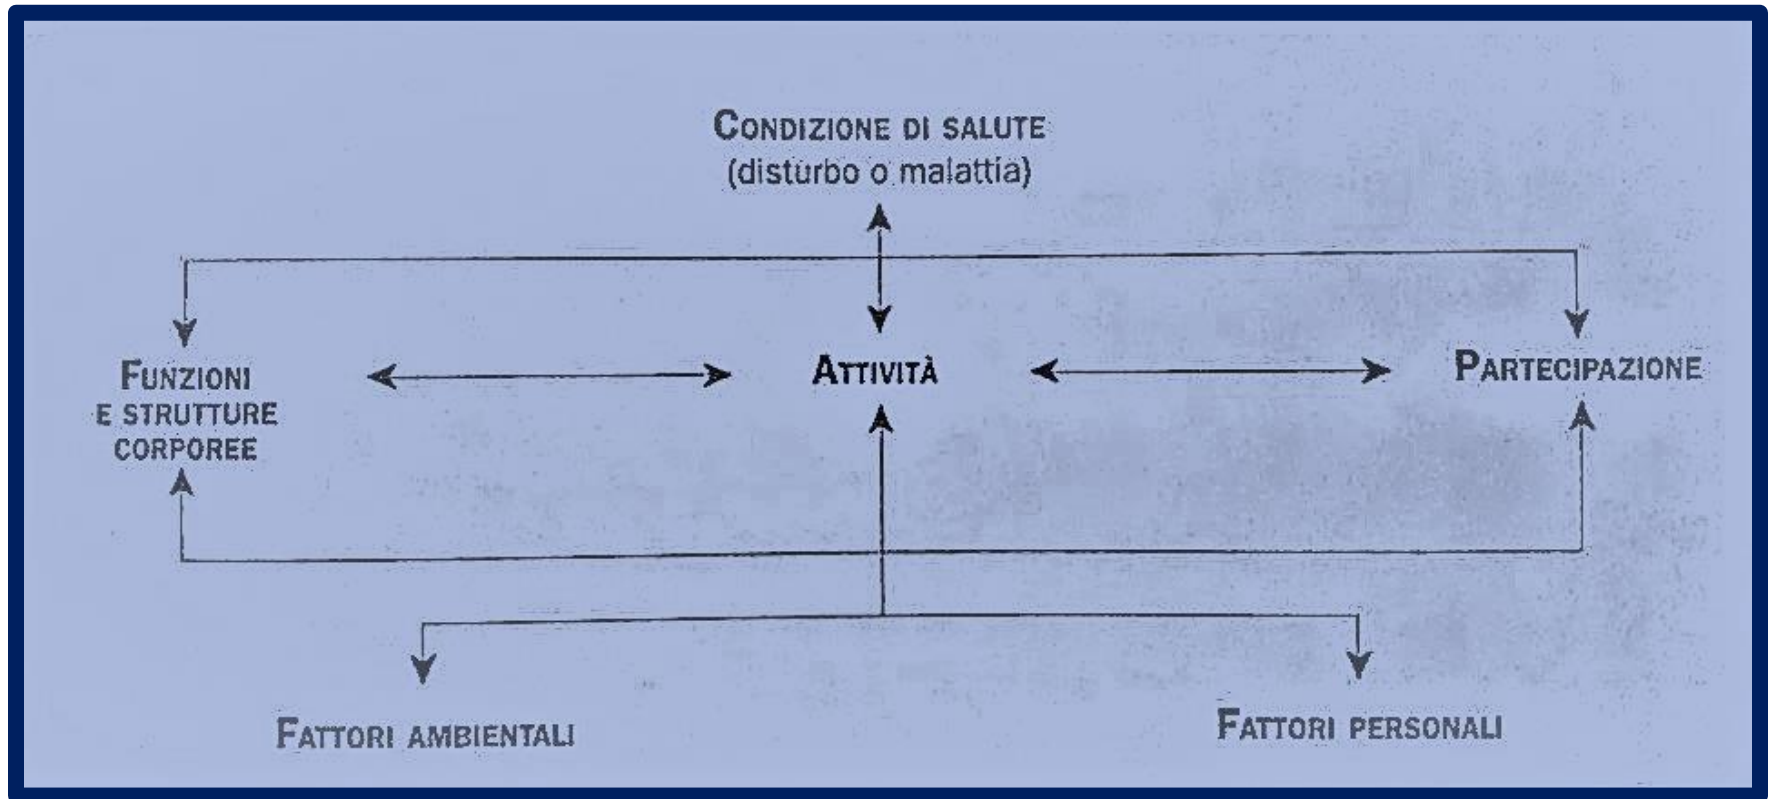 CONDIZIONE DI SALUTE
(disturbo o malattia)
FUNZIONI
E STRUTTURE
CORPOREE
ATTIVITÀ
PARTECIPAZIONE
FATTORI AMBIENTALI
FATTORI PERSONALI